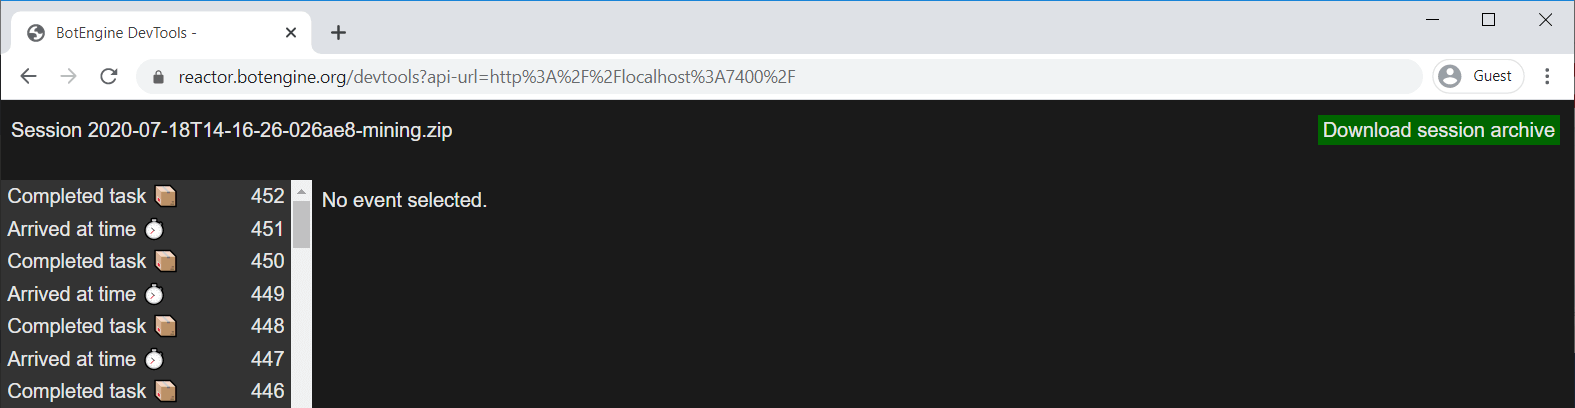 BotEngine DevTools -
reactor.botengine.org/devtools?api-url=http%3A%2F%2Flocalhost%3A7400%2F
Guest
Session 2020-07-18T14-16-26-026ae8-mining.zip
Download session archive
Completed task 452
No event selected.
Arrived at time 451
Completed task 450
Arrived at time 449
Completed task 448
Arrived at time 447
Completed task 446